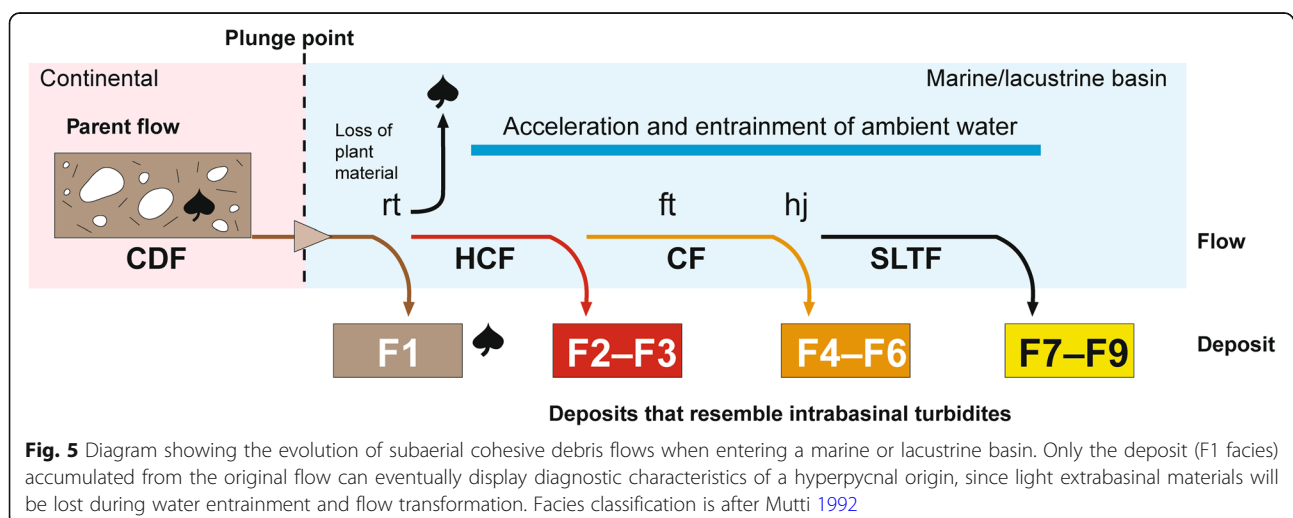 Plunge point
Continental
Marine/lacustrine basin
Parent flow
Loss of
plant
material
Acceleration and entrainment of ambient water
rt
ft
hj
CDF
HCF
CF
SLTF
Flow
F1
F2–F3
F4–F6
F7–F9
Deposit
Deposits that resemble intrabasinal turbidites
Fig. 5 Diagram showing the evolution of subaerial cohesive debris flows when entering a marine or lacustrine basin. Only the deposit (F1 facies)
accumulated from the original flow can eventually display diagnostic characteristics of a hyperpycnal origin, since light extrabasinal materials will
be lost during water entrainment and flow transformation. Facies classification is after Mutti 1992